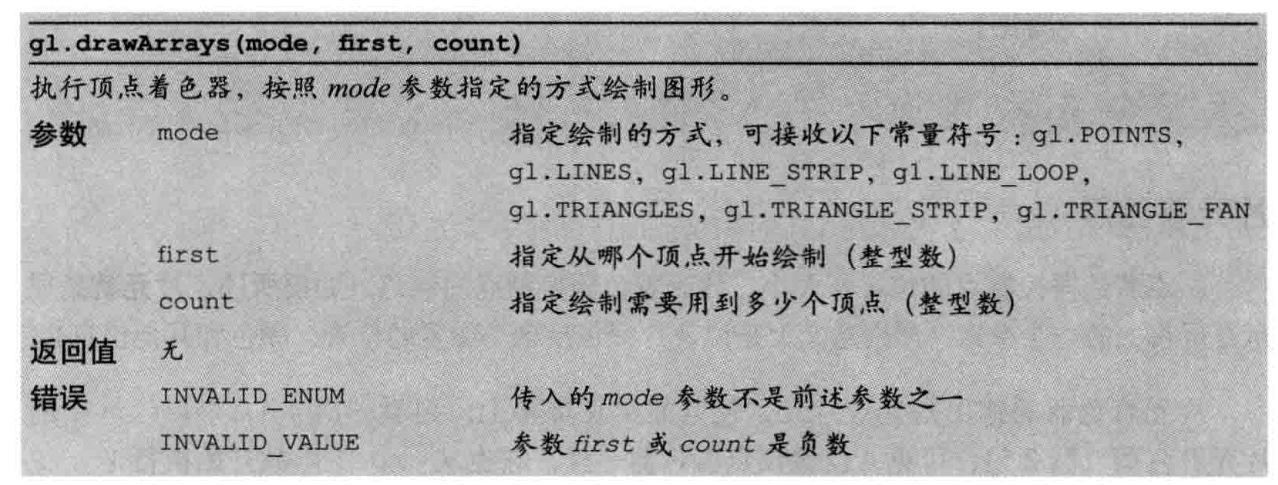 gl.drawArrays(mode, first, count)
执行顶点着色器，按照 mode 参数指定的方式绘制图形。
参数 mode 指定绘制的方式，可接收以下常量符号：gl.POINTS,
gl.LINES, gl.LINE_STRIP, gl.LINE_LOOP,
gl.TRIANGLES, gl.TRIANGLE_STRIP, gl.TRIANGLE_FAN
first 指定从哪个顶点开始绘制（整型数）
count 指定绘制需要用到多少个顶点（整型数）
返回值 无
错误 INVALID_ENUM 传入的 mode 参数不是前述参数之一
INVALID_VALUE 参数 first 或 count 是负数